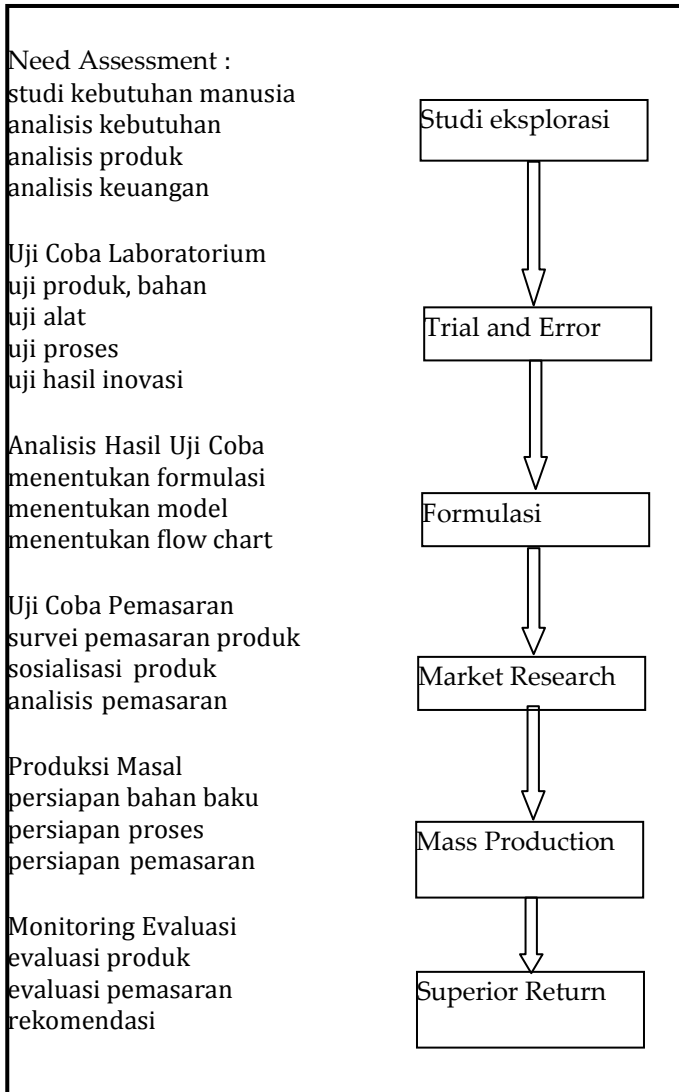 Need Assessment :
studi kebutuhan manusia
analisis kebutuhan
analisis produk
analisis keuangan
Studi eksplorasi
Uji Coba Laboratorium
uji produk, bahan
uji alat
uji proses
uji hasil inovasi
Trial and Error
Analisis Hasil Uji Coba
menentukan formulasi
menentukan model
menentukan flow chart
Formulasi
Uji Coba Pemasaran
survei pemasaran produk
sosialisasi produk
analisis pemasaran
Market Research
Produksi Masal
persiapan bahan baku
persiapan proses
persiapan pemasaran
Mass Production
Monitoring Evaluasi
evaluasi produk
evaluasi pemasaran
rekomendasi
Superior Return